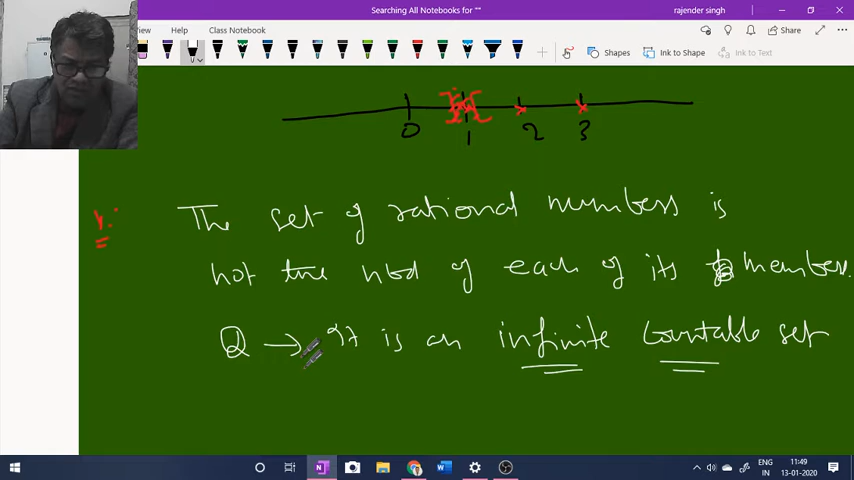 Searching All Notebooks for ""
rajender singh
View
Help
Class Notebook
Share
Shapes
Ink to Shape
Ink to Text
0 1 2 3
The set of rational numbers is
not the nbd of each of its members.
Q → It is an infinite countable set
ENG
IN
11:49
13-01-2020